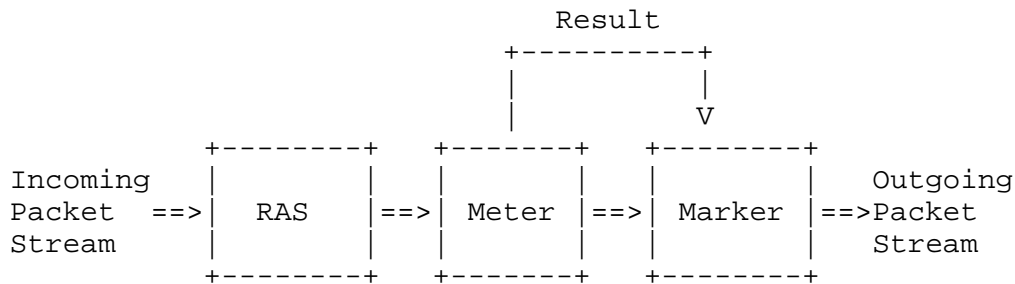 Result
Incoming Packet Stream ==> RAS ==> Meter ==> Marker ==> Outgoing Packet Stream
V